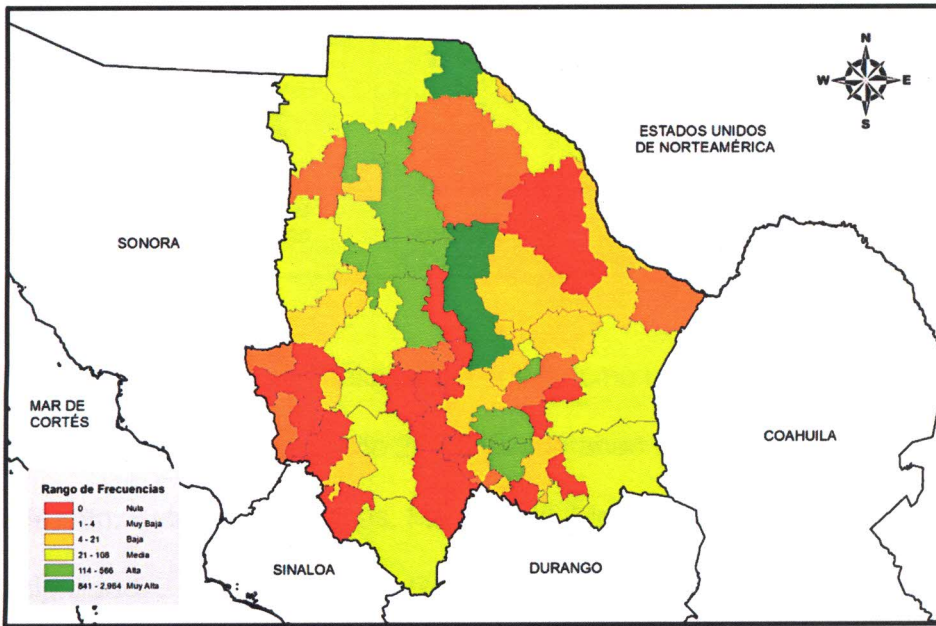 N
W E
S
ESTADOS UNIDOS
DE NORTEAMÉRICA
SONORA
MAR DE
CORTÉS
COAHUILA
Rango de Frecuencias
0 Nula
1 - 4 Muy Baja
4 - 21 Baja
21 - 108 Media
114 - 566 Alta
841 - 2,964 Muy Alta
SINALOA
DURANGO